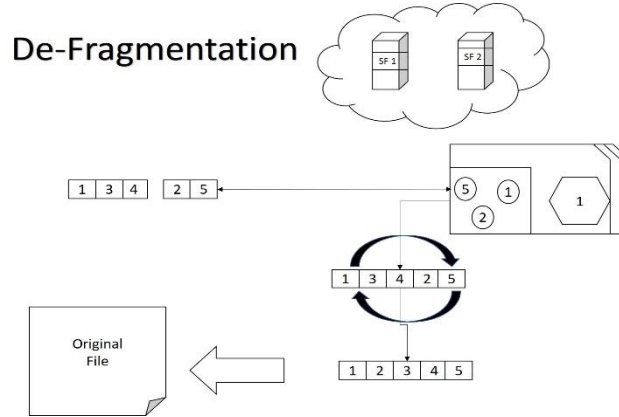 De-Fragmentation
SF 1 SF 2
1 3 4 2 5
5 1
2
1
1 3 4 2 5
Original
File
1 2 3 4 5